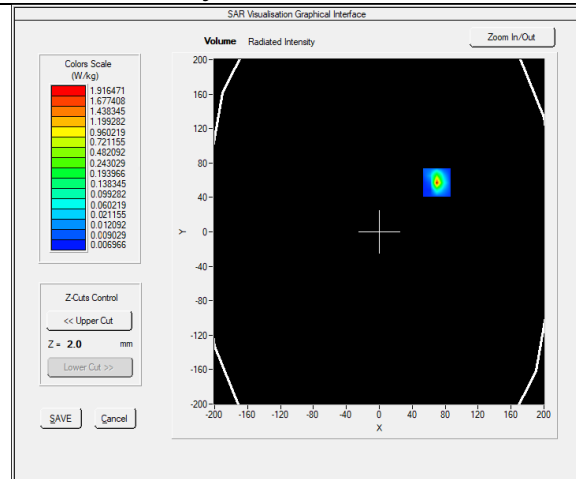 SAR Visualisation Graphical Interface
Volume Radiated Intensity
Zoom In/Out
Colors Scale
(W/kg)
1.916471
1.677408
1.438345
1.199282
0.960219
0.721155
0.482092
0.243029
0.193966
0.138345
0.099282
0.060219
0.021155
0.012092
0.009029
0.006966
Z-Cuts Control
<< Upper Cut
Z = 2.0 mm
Lower Cut >>
SAVE Cancel
200
160
120
80
40
Y 0
-40
-80
-120
-160
-200
-200 -160 -120 -80 -40 0 40 80 120 160 200
X